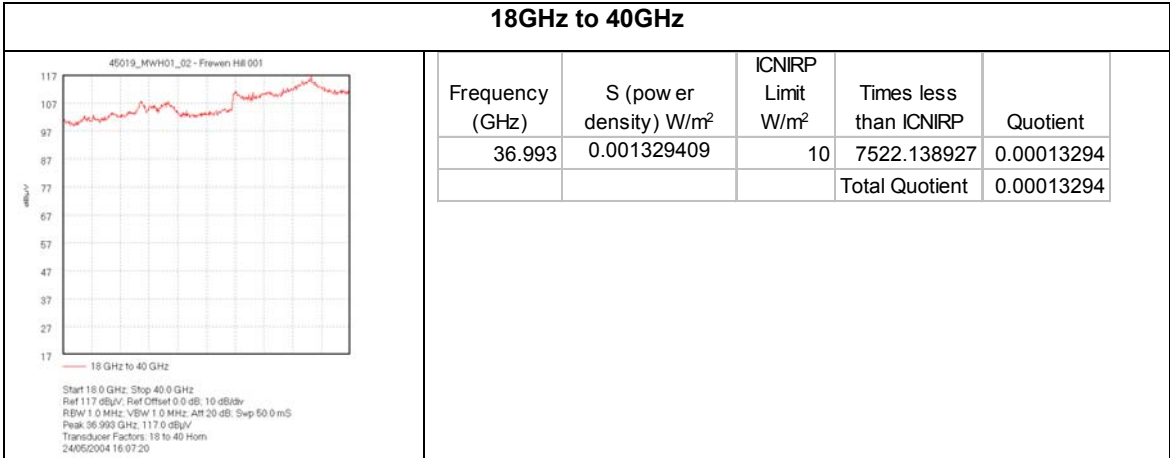 18GHz to 40GHz
45019_MWH01_02 - Frewen Hill 001
117
107
97
87
77
67
57
47
37
27
17
dBµV
18 GHz to 40 GHz
Start 18.0 GHz; Stop 40.0 GHz
Ref 117 dBµV; Ref Offset 0.0 dB; 10 dB/div
RBW 1.0 MHz; VBW 1.0 MHz; Att 20 dB; Swp 50.0 mS
Peak 36.993 GHz, 117.0 dBµV
Transducer Factors: 18 to 40 Horn
24/05/2004 16:07:20
Frequency (GHz)
S (pow er density) W/m²
ICNIRP Limit W/m²
Times less than ICNIRP
Quotient
36.993 0.001329409 10 7522.138927 0.00013294
Total Quotient 0.00013294